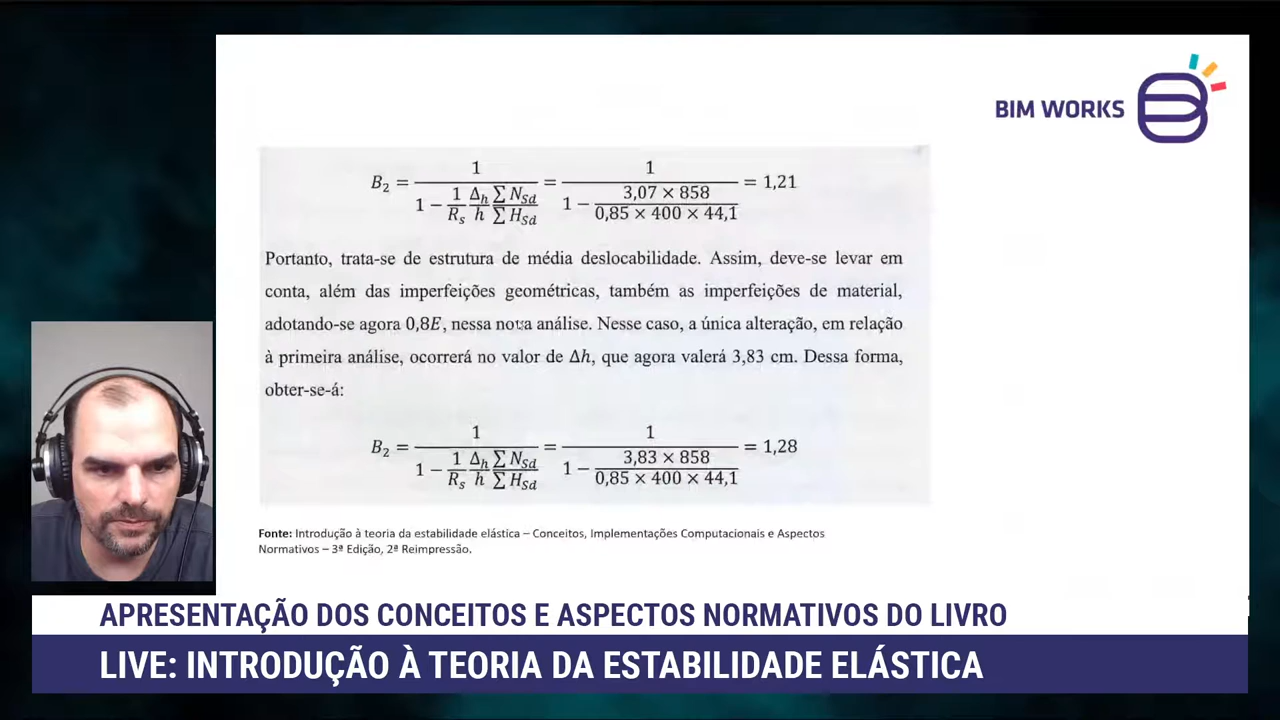 BIM WORKS
B₂ = 1 / (1 − (1/Rₛ) (Δₕ/h) (∑ N_Sd / ∑ H_Sd)) = 1 / (1 − (3,07 × 858) / (0,85 × 400 × 44,1)) = 1,21
Portanto, trata-se de estrutura de média deslocabilidade. Assim, deve-se levar em
conta, além das imperfeições geométricas, também as imperfeições de material,
adotando-se agora 0,8E, nessa nova análise. Nesse caso, a única alteração, em relação
à primeira análise, ocorrerá no valor de Δh, que agora valerá 3,83 cm. Dessa forma,
obter-se-á:
B₂ = 1 / (1 − (1/Rₛ) (Δₕ/h) (∑ N_Sd / ∑ H_Sd)) = 1 / (1 − (3,83 × 858) / (0,85 × 400 × 44,1)) = 1,28
Fonte: Introdução à teoria da estabilidade elástica – Conceitos, Implementações Computacionais e Aspectos
Normativos – 3ª Edição, 2ª Reimpressão.
APRESENTAÇÃO DOS CONCEITOS E ASPECTOS NORMATIVOS DO LIVRO
LIVE: INTRODUÇÃO À TEORIA DA ESTABILIDADE ELÁSTICA